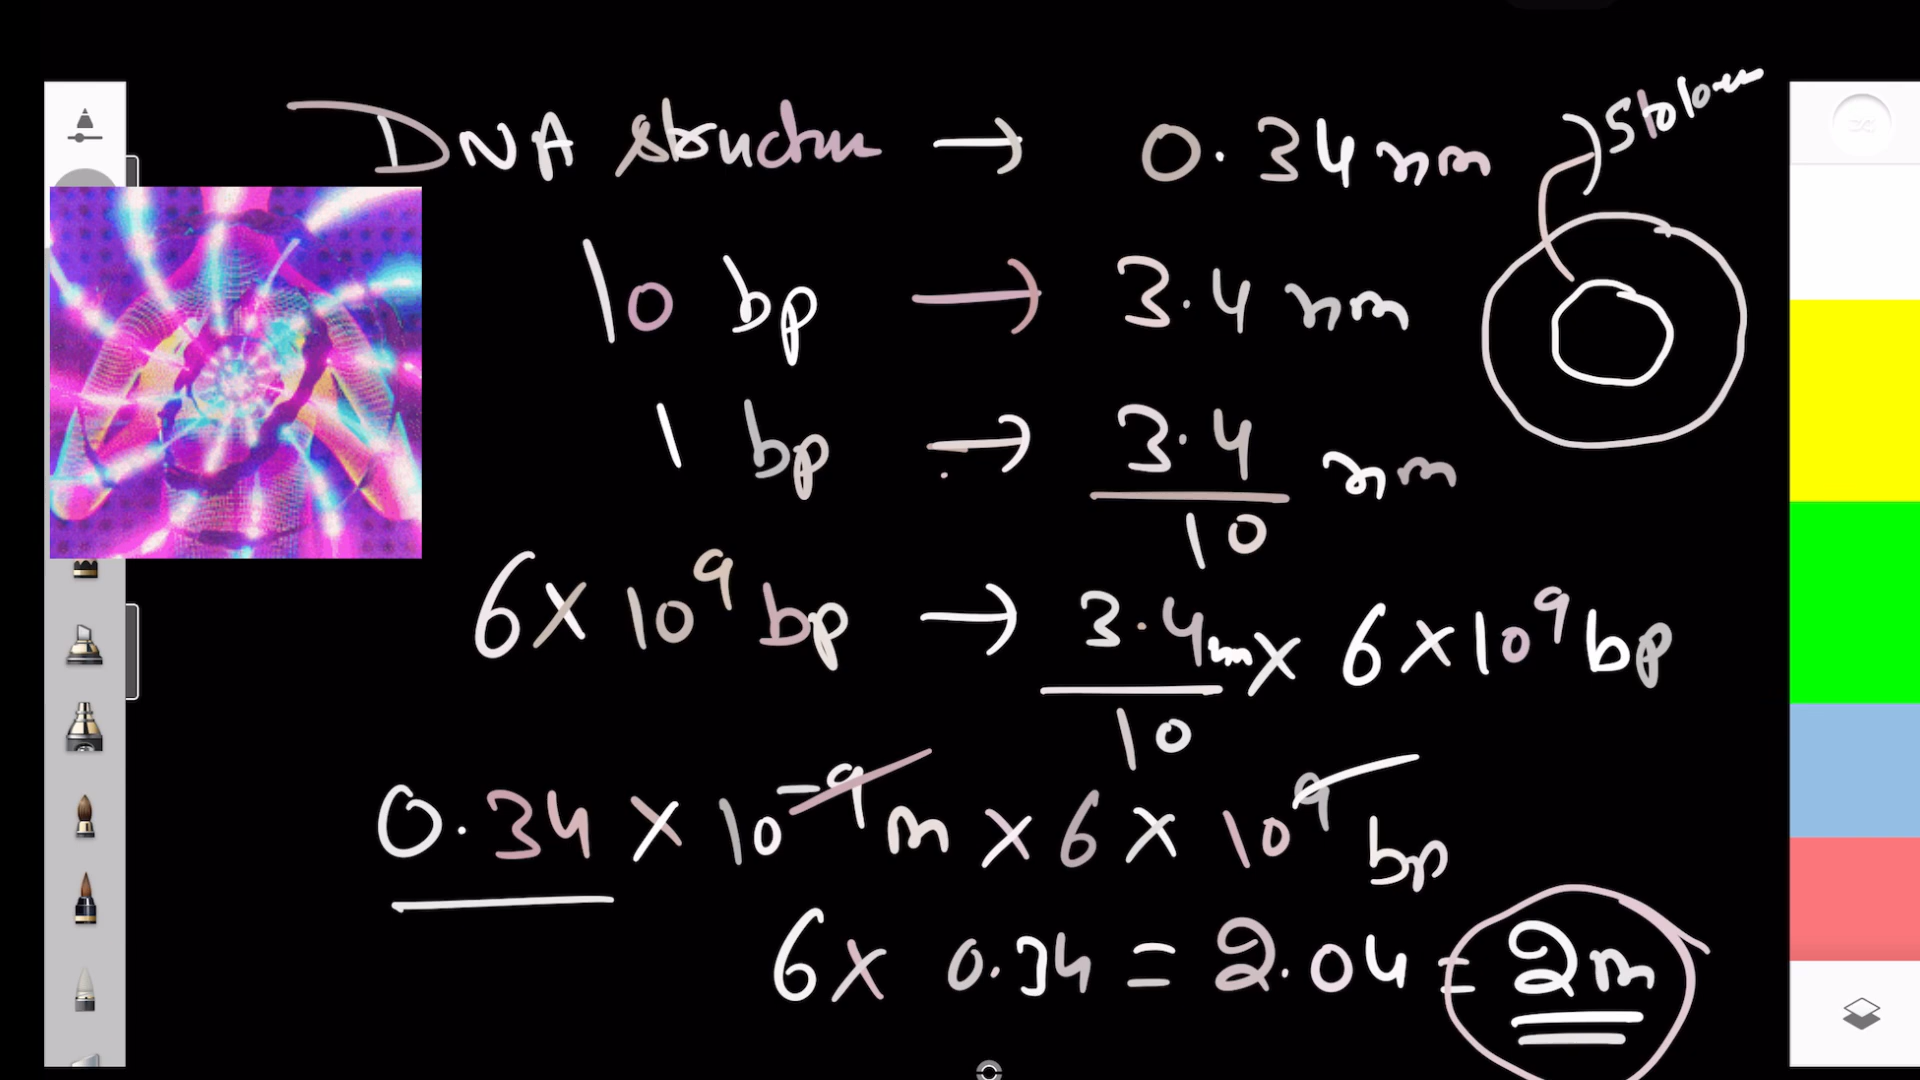 DNA structure → 0.34 nm
10 bp → 3.4 nm
1 bp → 3.4/10 nm
6 x 10⁹ bp → 3.4nm/10 x 6 x 10⁹ bp
0.34 x 10⁻⁹ m x 6 x 10⁹ bp
6 x 0.34 = 2.04 = 2m